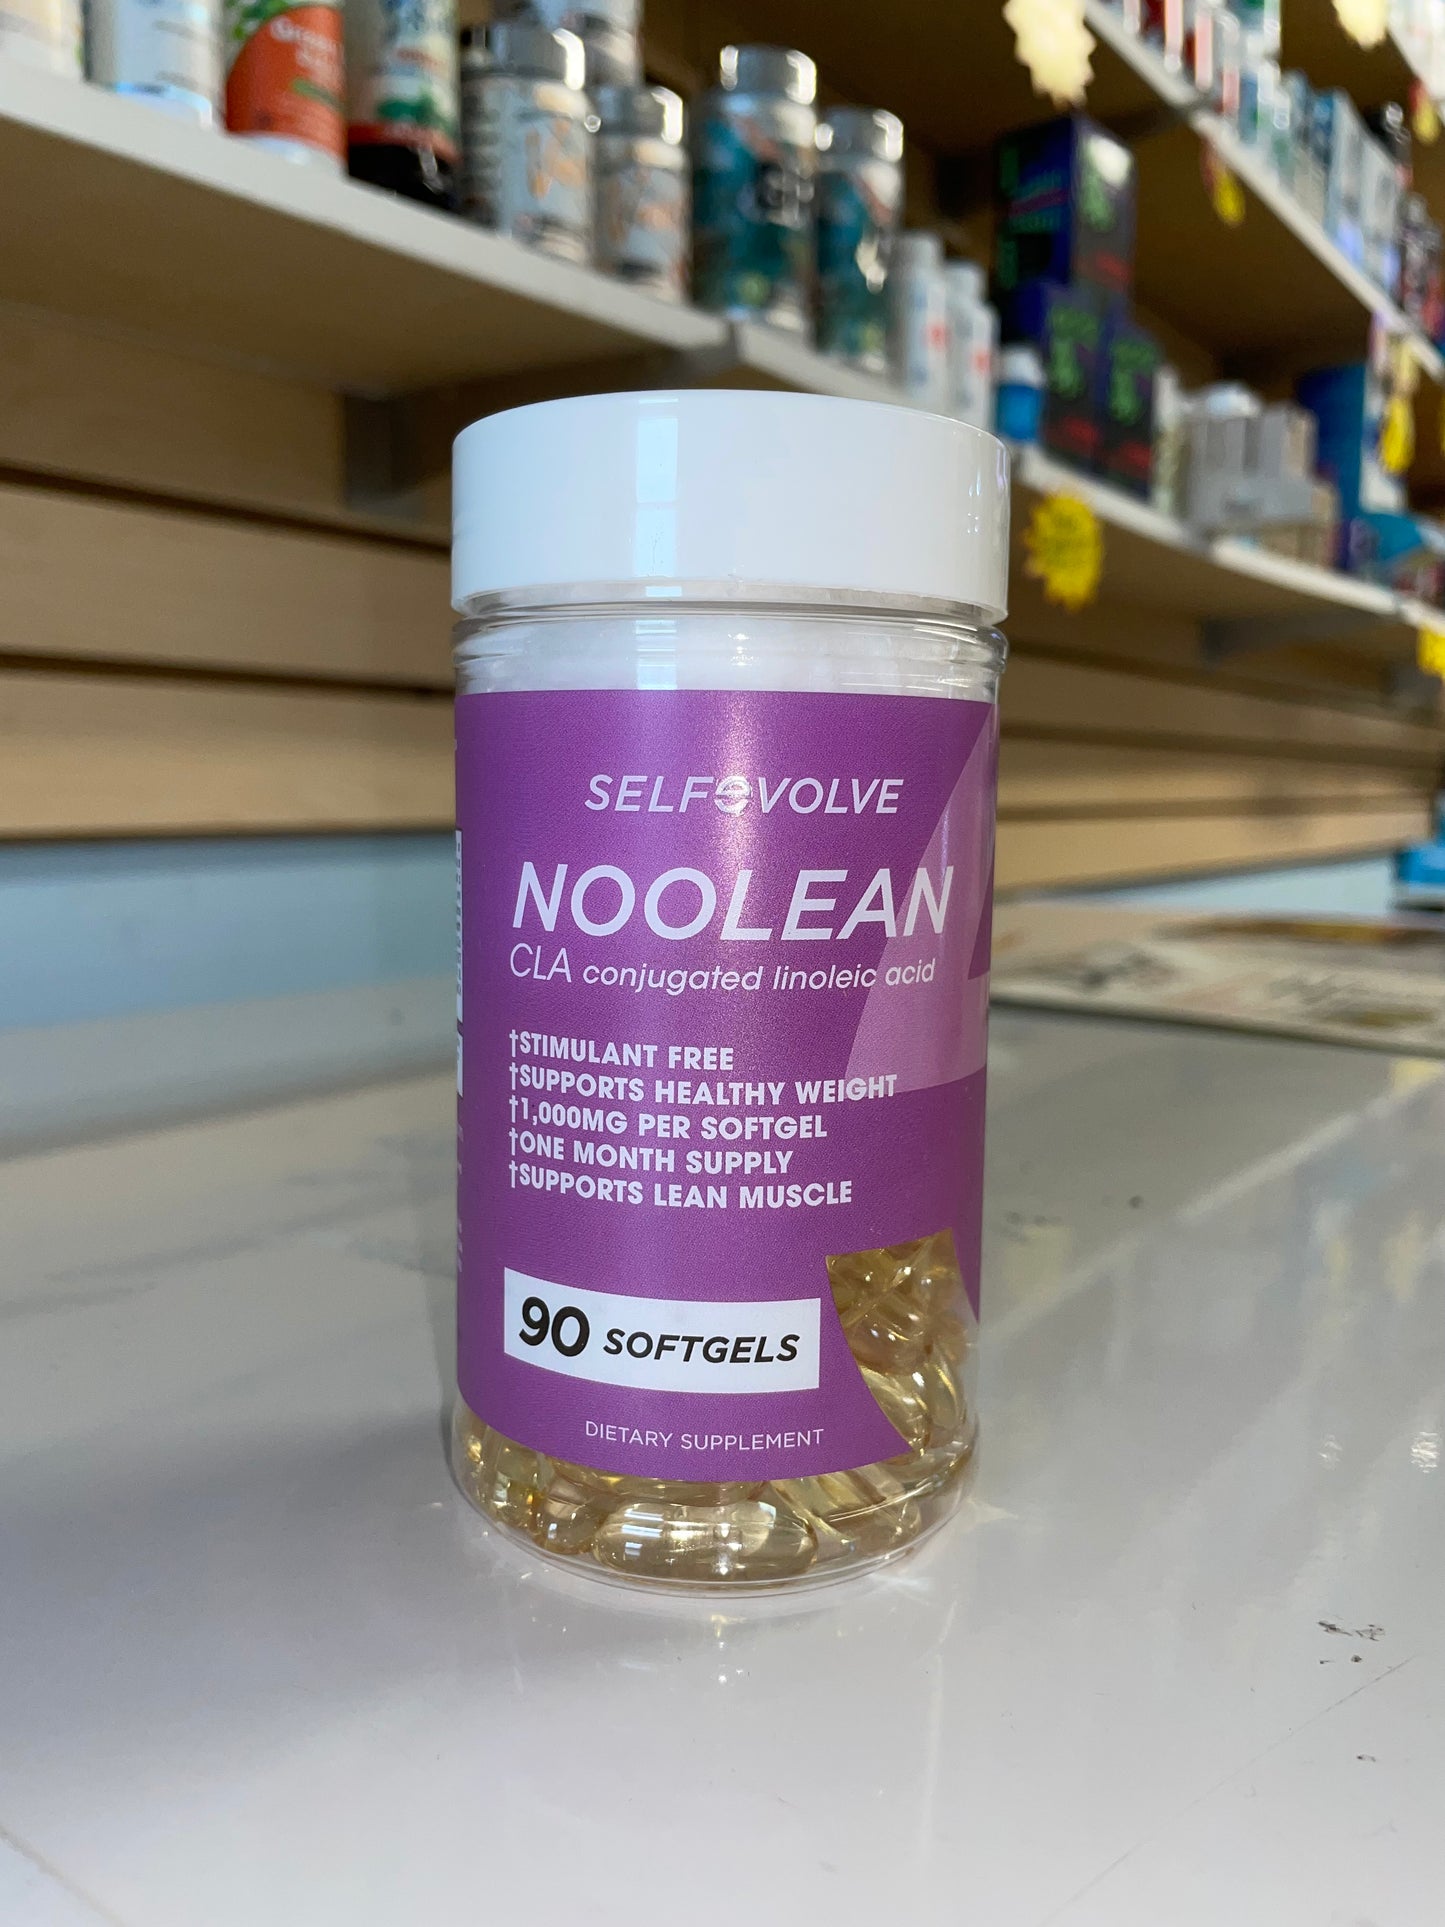 SELFeVOLVE
NOOLEAN
CLA conjugated linoleic acid
†STIMULANT FREE
†SUPPORTS HEALTHY WEIGHT
†1,000MG PER SOFTGEL
†ONE MONTH SUPPLY
†SUPPORTS LEAN MUSCLE
90 SOFTGELS
DIETARY SUPPLEMENT